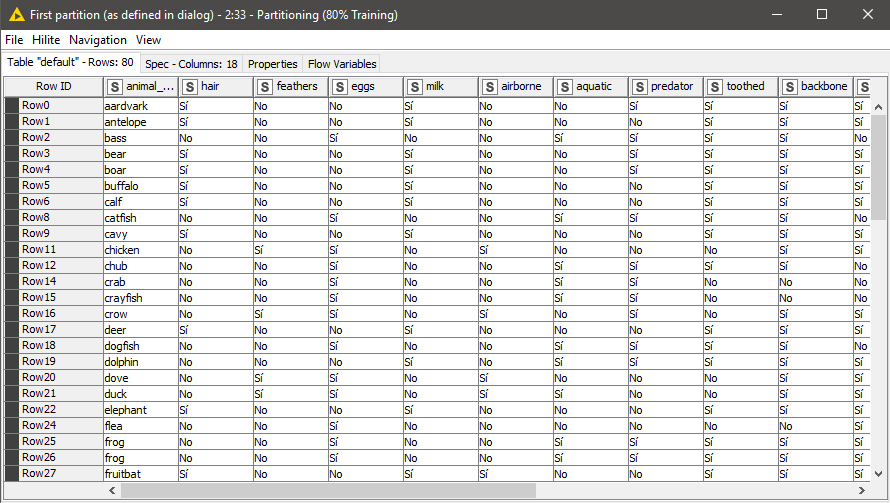 First partition (as defined in dialog) - 2:33 - Partitioning (80% Training)
File Hilite Navigation View
Table "default" - Rows: 80 Spec - Columns: 18 Properties Flow Variables
Row ID S animal_... S hair S feathers S eggs S milk S airborne S aquatic S predator S toothed S backbone S
Row0 aardvark Sí No No Sí No No Sí Sí Sí Sí
Row1 antelope Sí No No Sí No No No Sí Sí Sí
Row2 bass No No Sí No No Sí Sí Sí Sí No
Row3 bear Sí No No Sí No No Sí Sí Sí Sí
Row4 boar Sí No No Sí No No Sí Sí Sí Sí
Row5 buffalo Sí No No Sí No No No Sí Sí Sí
Row6 calf Sí No No Sí No No No Sí Sí Sí
Row8 catfish No No Sí No No Sí Sí Sí Sí No
Row9 cavy Sí No No Sí No No No Sí Sí Sí
Row11 chicken No Sí Sí No Sí No No No Sí Sí
Row12 chub No No Sí No No Sí Sí Sí Sí No
Row14 crab No No Sí No No Sí Sí No No No
Row15 crayfish No No Sí No No Sí Sí No No No
Row16 crow No Sí Sí No Sí No Sí No Sí Sí
Row17 deer Sí No No Sí No No No Sí Sí Sí
Row18 dogfish No No Sí No No Sí Sí Sí Sí No
Row19 dolphin No No No Sí No Sí Sí Sí Sí Sí
Row20 dove No Sí Sí No Sí No No No Sí Sí
Row21 duck No Sí Sí No Sí Sí No No Sí Sí
Row22 elephant Sí No No Sí No No No Sí Sí Sí
Row24 flea No No Sí No No No No No No Sí
Row25 frog No No Sí No No Sí Sí Sí Sí Sí
Row26 frog No No Sí No No Sí Sí Sí Sí Sí
Row27 fruitbat Sí No No Sí Sí No No Sí Sí Sí